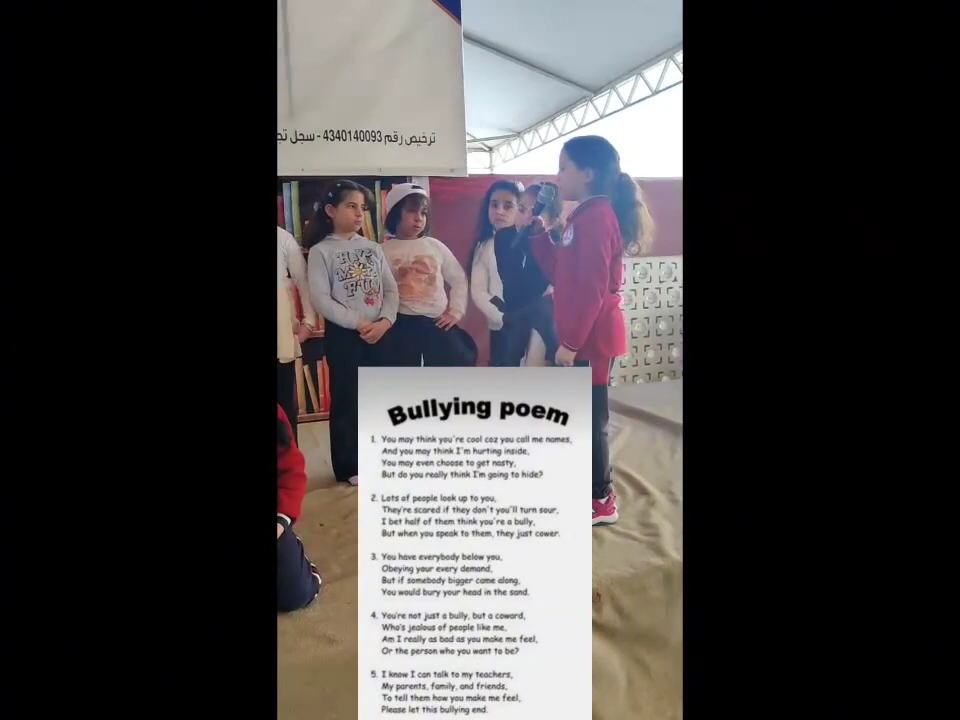 ترخيص رقم 4340140093 - سجل تج
HAVE
MORE
FUN
Bullying poem
1. You may think you're cool coz you call me names,
And you may think I'm hurting inside,
You may even choose to get nasty,
But do you really think I'm going to hide?
2. Lots of people look up to you,
They're scared if they don't you'll turn sour,
I bet half of them think you're a bully,
But when you speak to them, they just cower.
3. You have everybody below you,
Obeying your every demand,
But if somebody bigger came along,
You would bury your head in the sand.
4. You're not just a bully, but a coward,
Who's jealous of people like me,
Am I really as bad as you make me feel,
Or the person who you want to be?
5. I know I can talk to my teachers,
My parents, family, and friends,
To tell them how you make me feel,
Please let this bullying end.